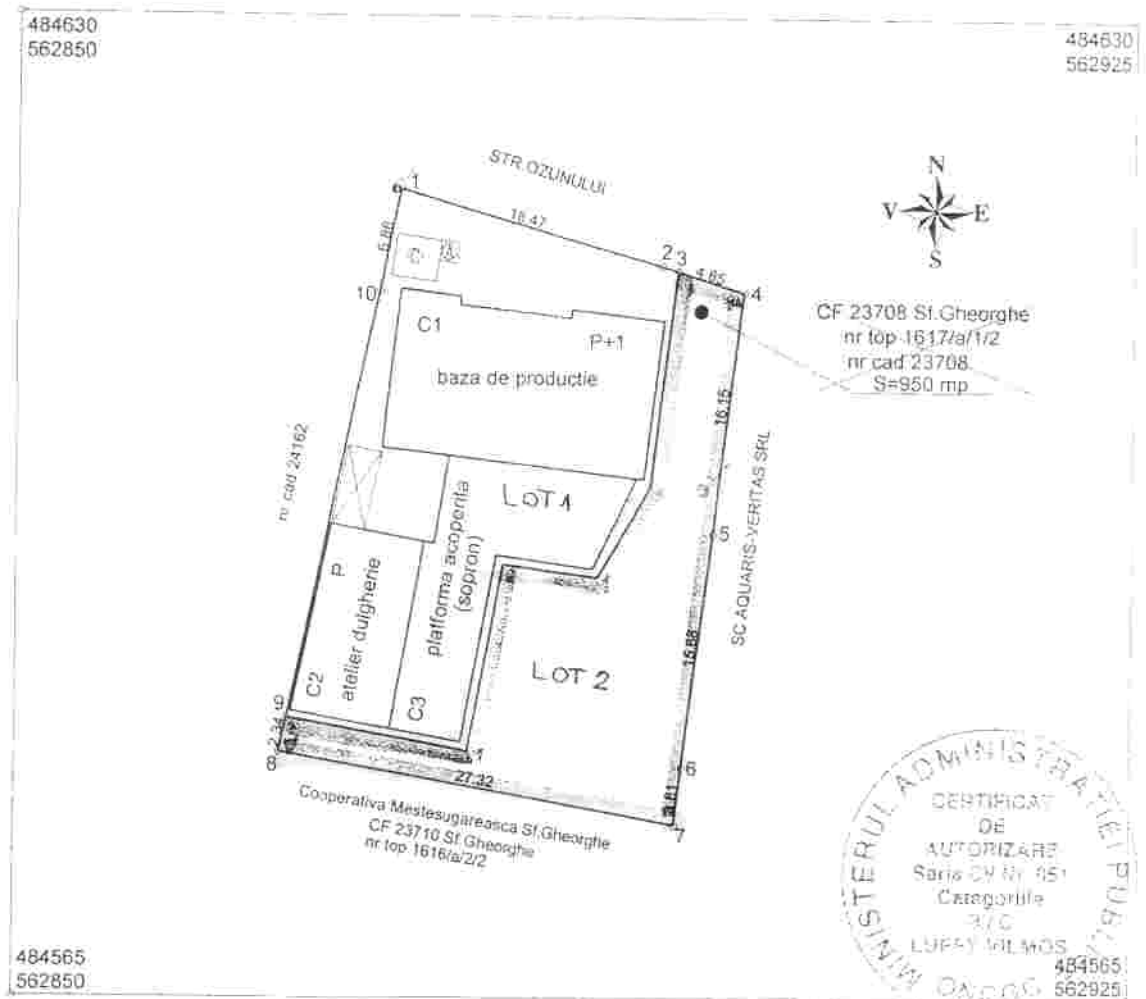 484630
562850
484630
562925
STR.OZUNULUI
1
18.47
2
3
4.65
4
N
V
E
S
CF 23708 Sf.Gheorghe
nr top 1617/a/1/2
nr cad 23708
S=950 mp
10
C1
P+1
baza de productie
16.15
nr cad 24162
LOT 1
SC AQUARIS-VERITAS SRL
5
P
atelier dulgherie
platforma acoperita
(sopron)
LOT 2
15.88
C2
C3
9
2.34
8
27.32
6
7
Cooperativa Mestesugareasca Sf.Gheorghe
CF 23710 Sf.Gheorghe
nr top 1616/a/2/2
MINISTERUL ADMINISTRATIEI
CERTIFICAT
DE
AUTORIZARE
484565
562850
484565
562925